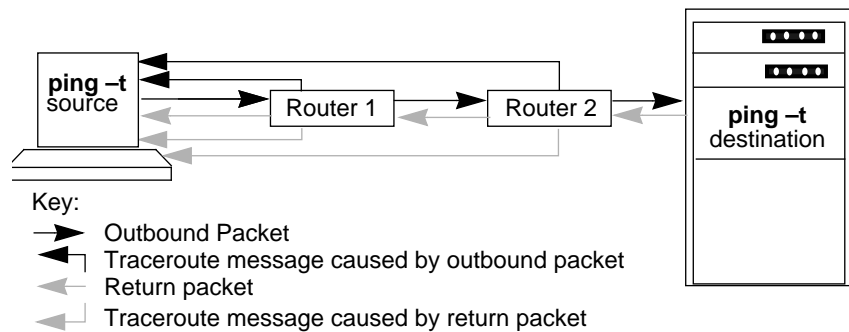 ping –t
source
Router 1
Router 2
ping –t
destination
Key:
Outbound Packet
Traceroute message caused by outbound packet
Return packet
Traceroute message caused by return packet